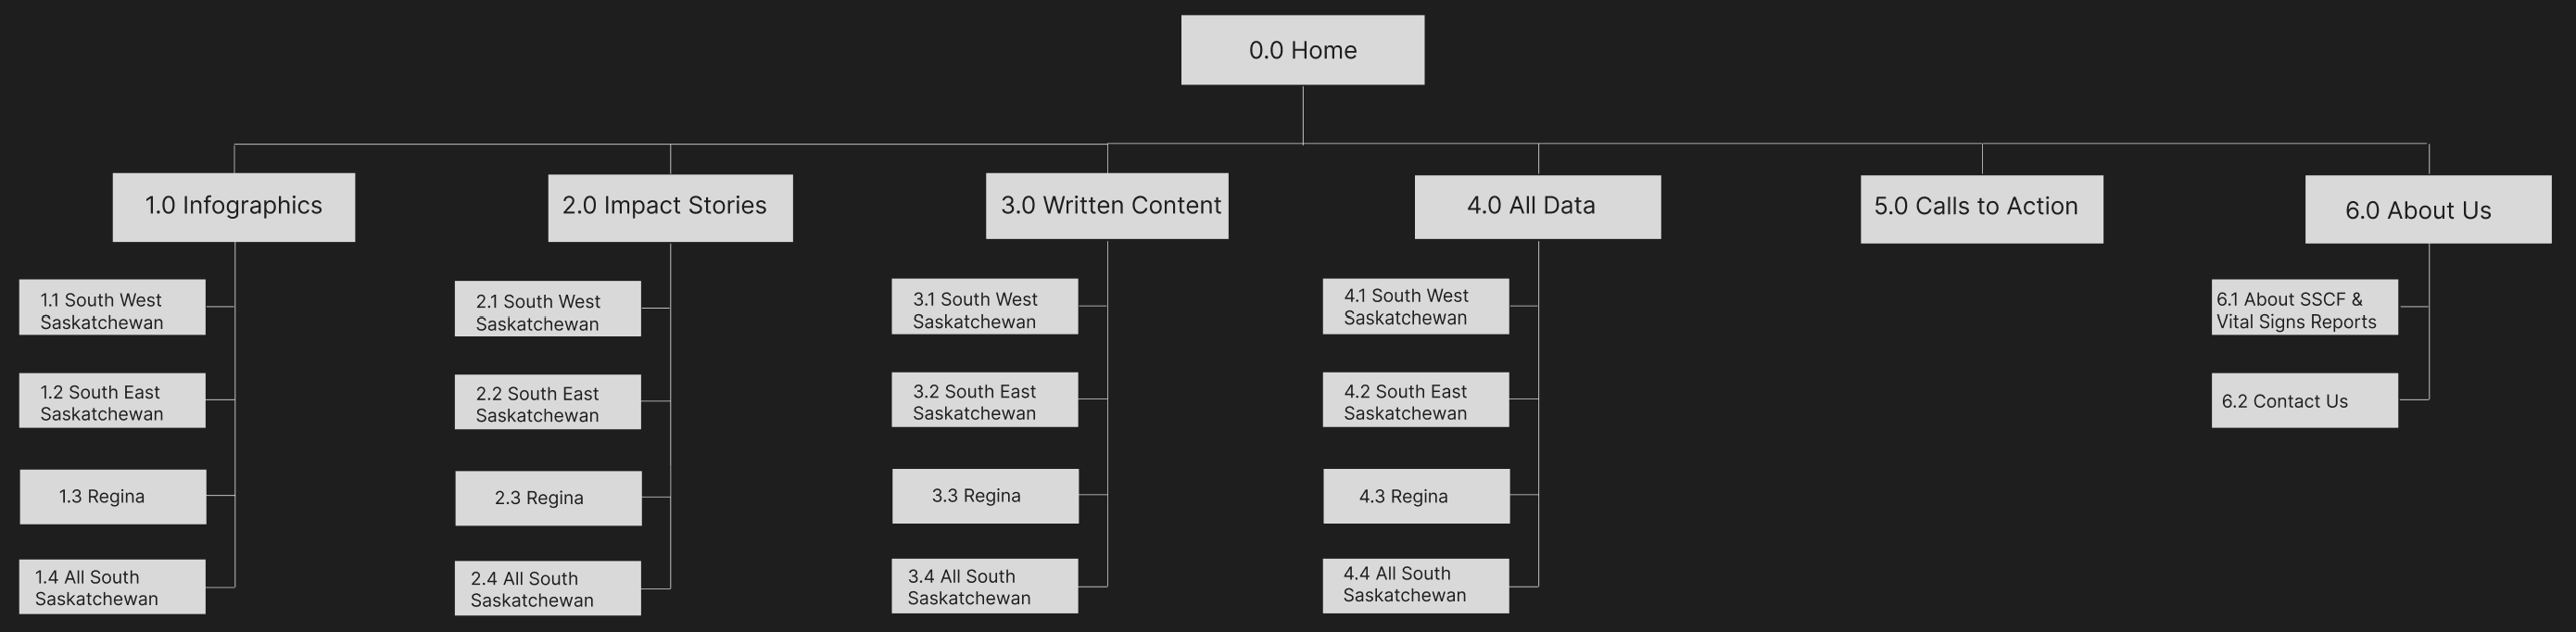 0.0 Home
1.0 Infographics
2.0 Impact Stories
3.0 Written Content
4.0 All Data
5.0 Calls to Action
6.0 About Us
1.1 South West
Saskatchewan
1.2 South East
Saskatchewan
1.3 Regina
1.4 All South
Saskatchewan
2.1 South West
Saskatchewan
2.2 South East
Saskatchewan
2.3 Regina
2.4 All South
Saskatchewan
3.1 South West
Saskatchewan
3.2 South East
Saskatchewan
3.3 Regina
3.4 All South
Saskatchewan
4.1 South West
Saskatchewan
4.2 South East
Saskatchewan
4.3 Regina
4.4 All South
Saskatchewan
6.1 About SSCF &
Vital Signs Reports
6.2 Contact Us